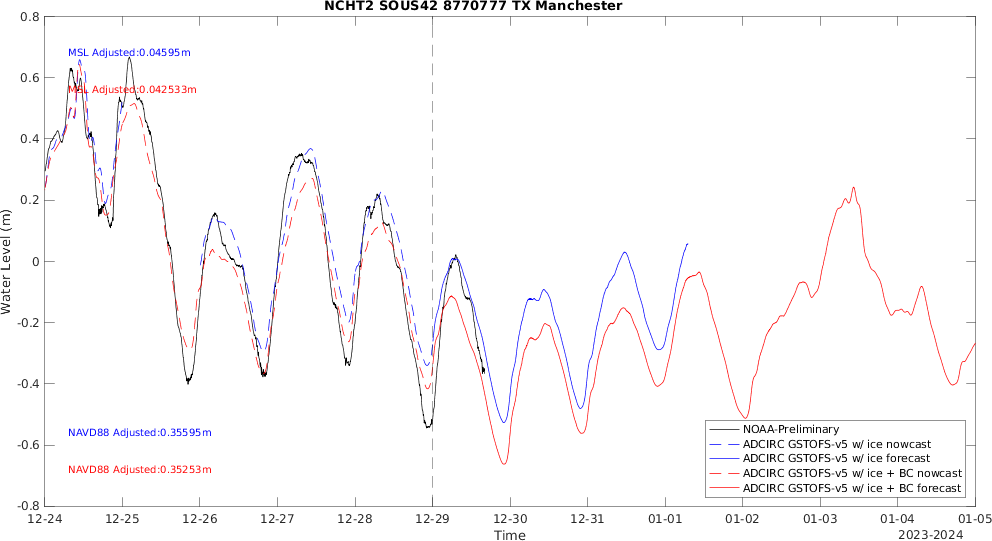 NCHT2 SOUS42 8770777 TX Manchester
0.8
0.6
0.4
0.2
0
-0.2
-0.4
-0.6
-0.8
Water Level (m)
MSL Adjusted:0.04595m
MSL Adjusted:0.042533m
NAVD88 Adjusted:0.35595m
NAVD88 Adjusted:0.35253m
NOAA-Preliminary
ADCIRC GSTOFS-v5 w/ ice nowcast
ADCIRC GSTOFS-v5 w/ ice forecast
ADCIRC GSTOFS-v5 w/ ice + BC nowcast
ADCIRC GSTOFS-v5 w/ ice + BC forecast
12-24 12-25 12-26 12-27 12-28 12-29 12-30 12-31 01-01 01-02 01-03 01-04 01-05
Time
2023-2024